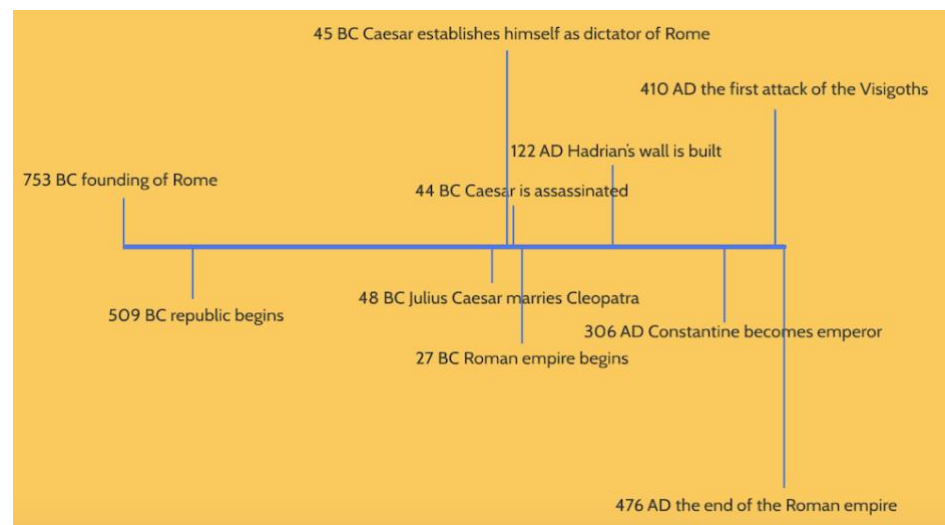 45 BC Caesar establishes himself as dictator of Rome
410 AD the first attack of the Visigoths
122 AD Hadrian's wall is built
753 BC founding of Rome
44 BC Caesar is assassinated
48 BC Julius Caesar marries Cleopatra
509 BC republic begins
306 AD Constantine becomes emperor
27 BC Roman empire begins
476 AD the end of the Roman empire